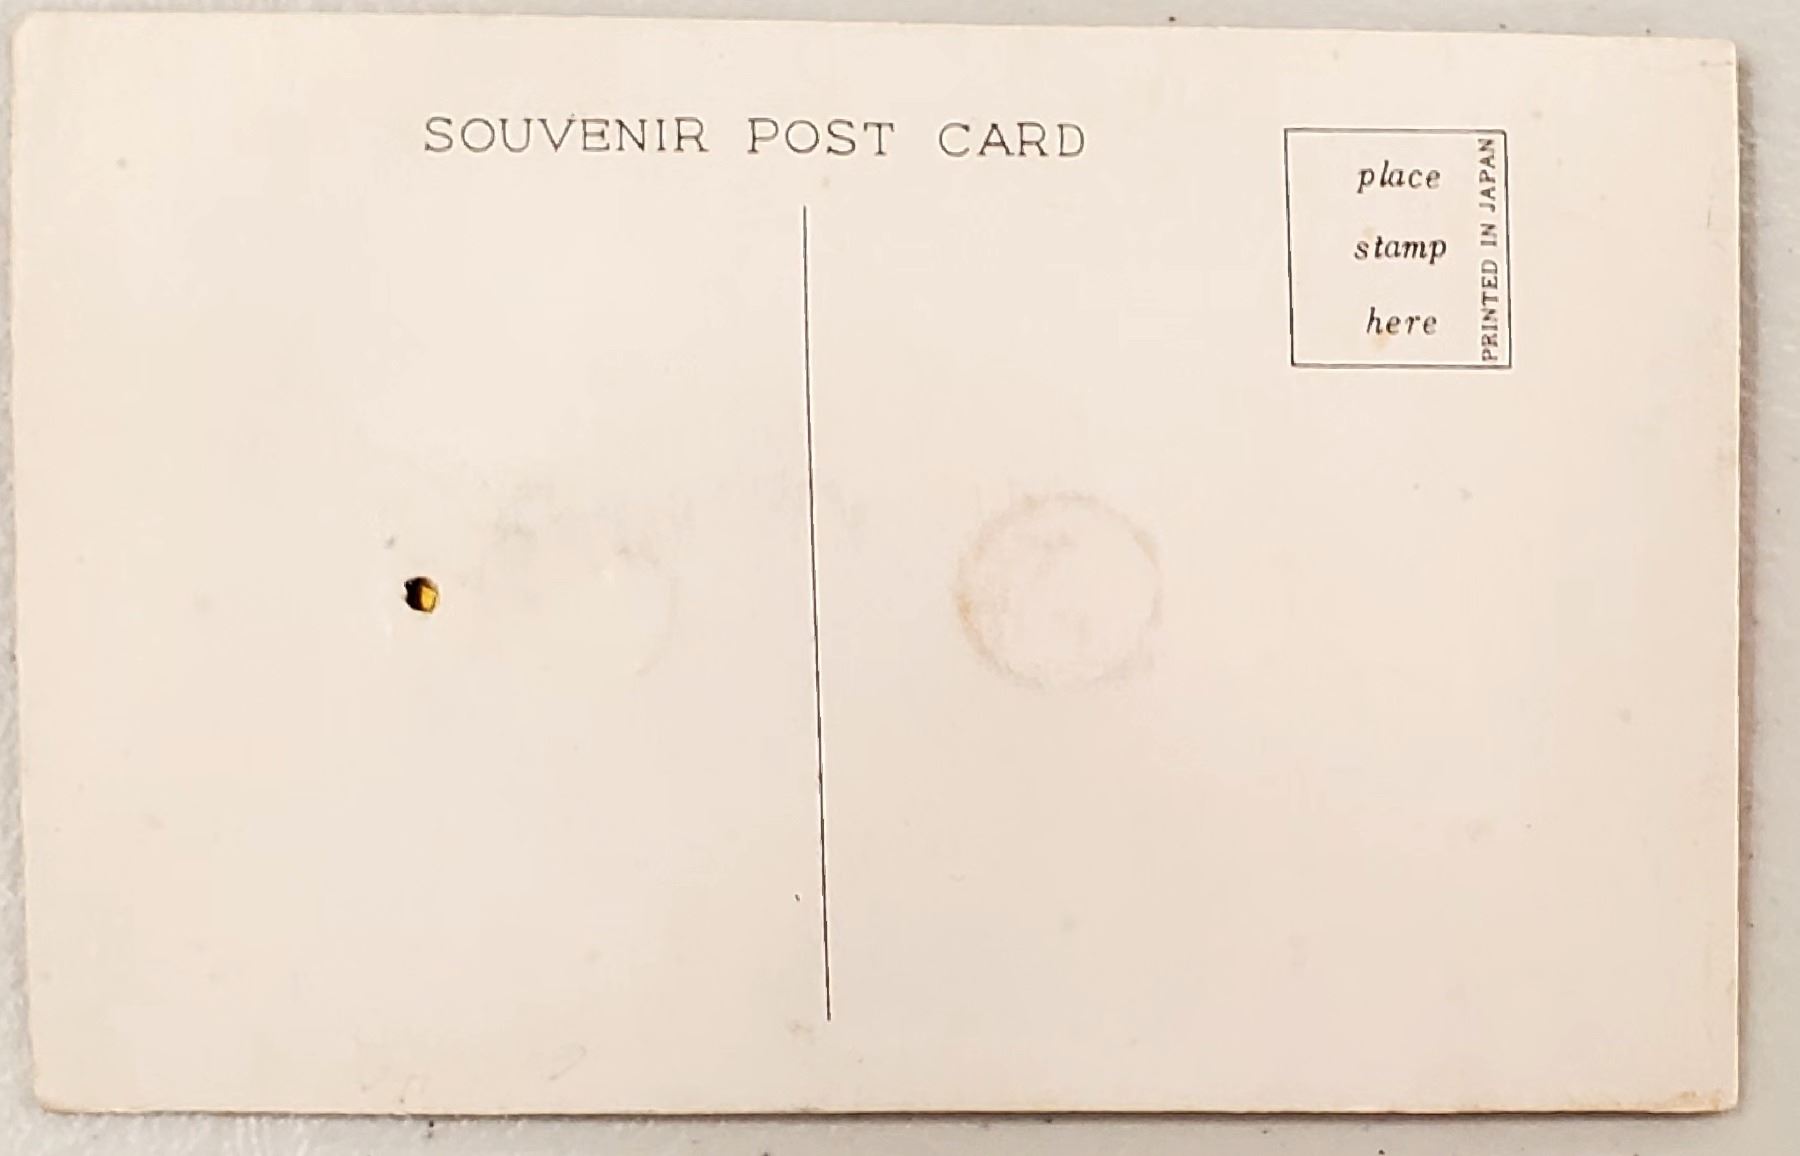 SOUVENIR POST CARD
place
stamp
here
PRINTED IN JAPAN